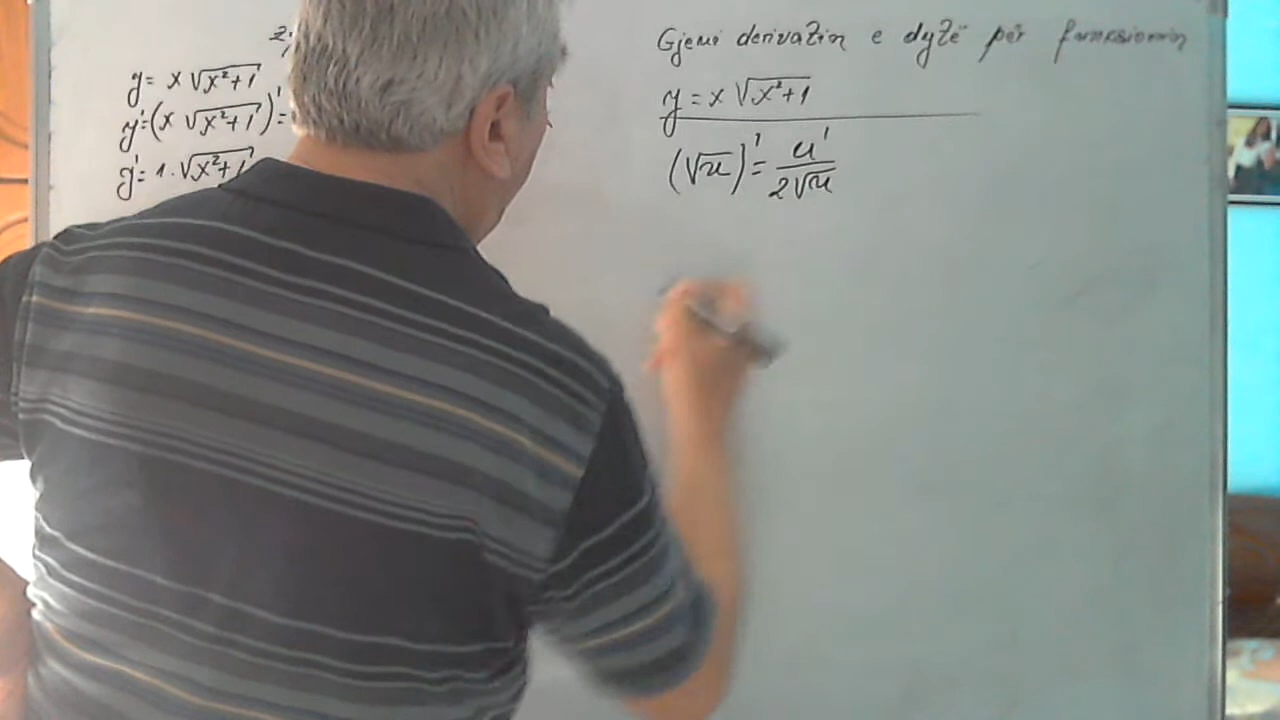 y = x √(x²+1)
y' = (x √(x²+1))' =
y' = 1 · √(x²+1)
Gjeni derivatin e dytë për funksionin
y = x √(x²+1)
(√u)' = u' / 2√u